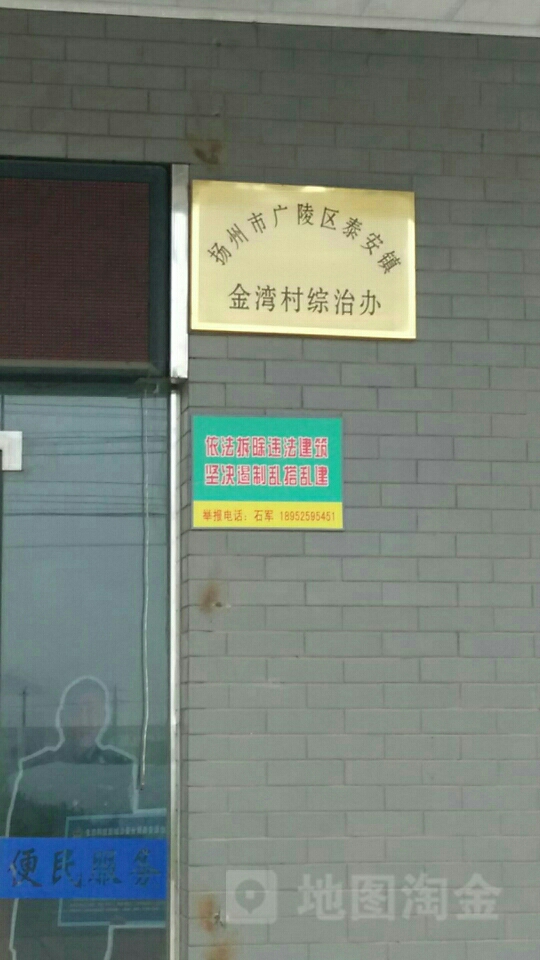 扬州市广陵区泰安镇
金湾村综治办
依法拆除违法建筑
坚决遏制乱搭乱建
举报电话：石军 18952595451
便民服务
地图淘金